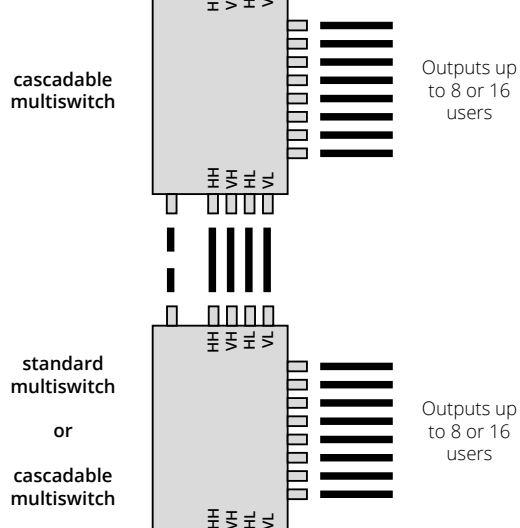 HH VH HL VL
cascadable
multiswitch
Outputs up
to 8 or 16
users
HH VH HL VL
HH VH HL VL
standard
multiswitch
or
cascadable
multiswitch
Outputs up
to 8 or 16
users
HH VH HL VL